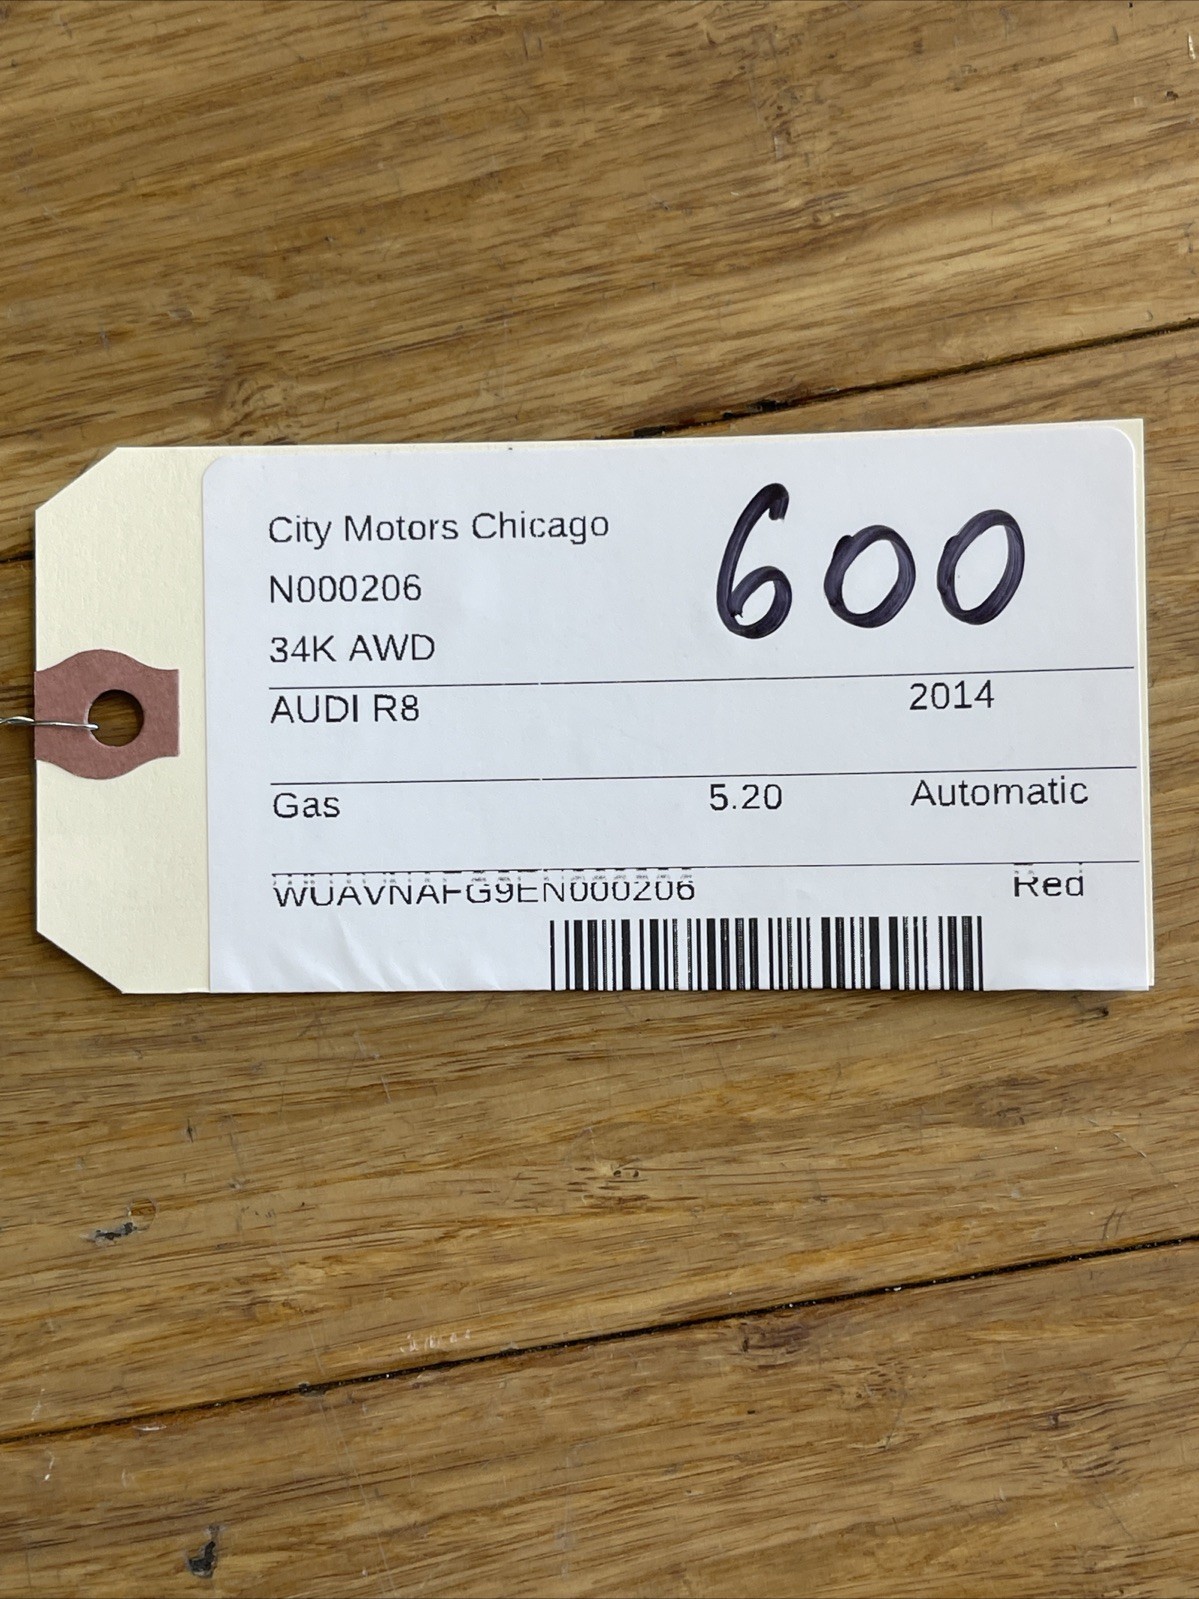 City Motors Chicago
600
N000206
34K AWD
AUDI R8 2014
Gas 5.20 Automatic
WUAVNAFG9EN000206 Red